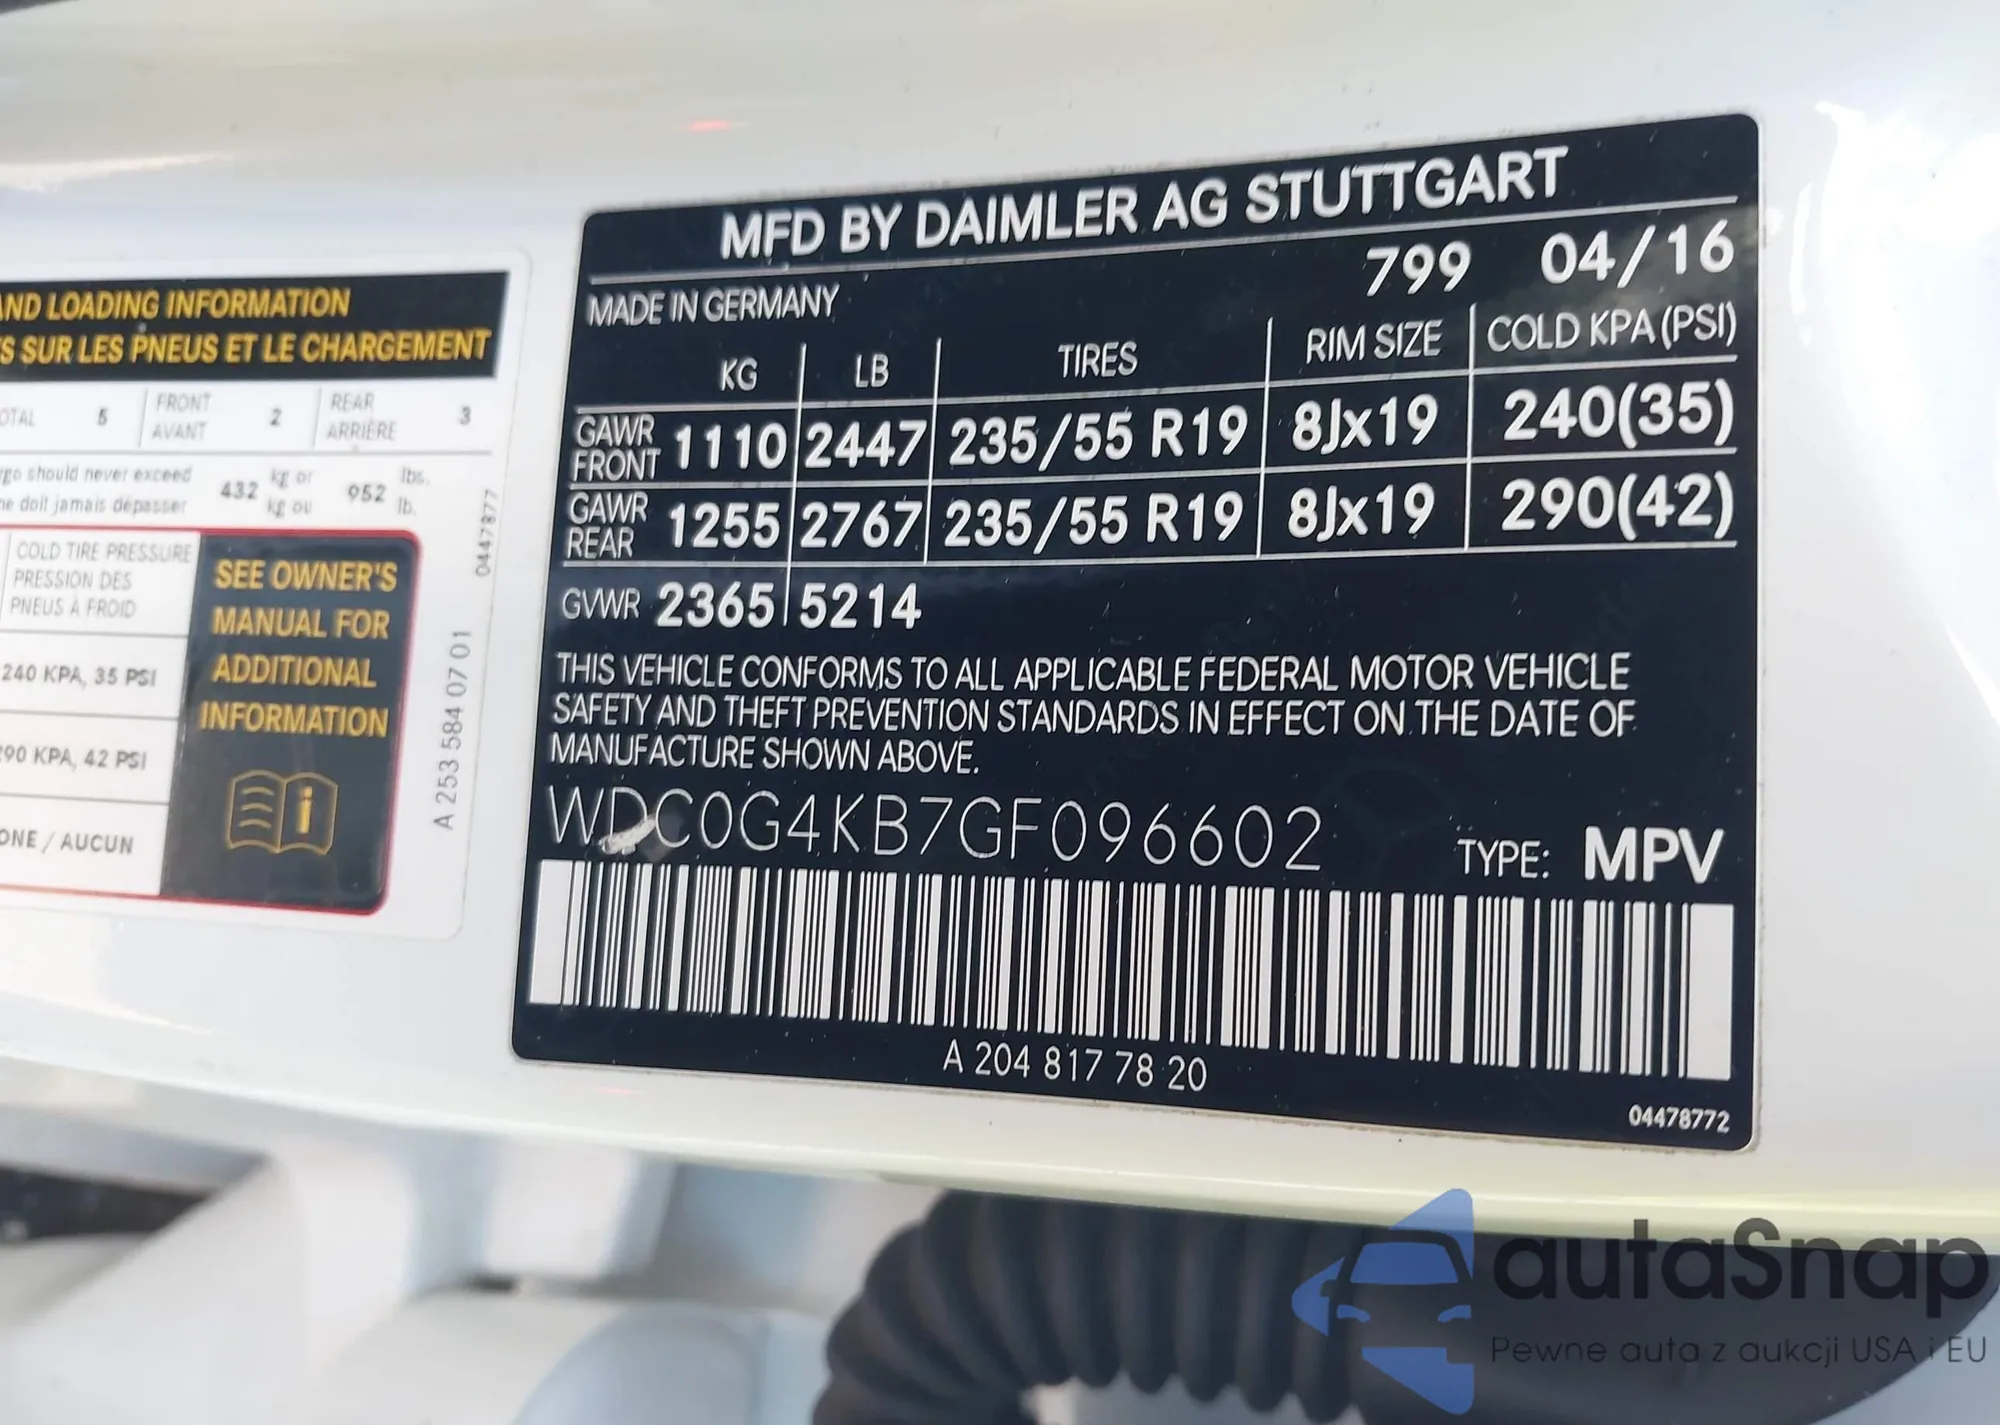 AND LOADING INFORMATION
S SUR LES PNEUS ET LE CHARGEMENT
OTAL 5 FRONT AVANT 2 REAR ARRIÈRE 3
rgo should never exceed 432 kg or 952 lbs.
ne doit jamais dépasser kg ou lb.
COLD TIRE PRESSURE
PRESSION DES
PNEUS À FROID
240 KPA, 35 PSI
290 KPA, 42 PSI
ONE / AUCUN
SEE OWNER'S
MANUAL FOR
ADDITIONAL
INFORMATION
A 253 584 07 01
0447877
MFD BY DAIMLER AG STUTTGART
799 04/16
MADE IN GERMANY
KG LB TIRES RIM SIZE COLD KPA (PSI)
GAWR FRONT 1110 2447 235/55 R19 8Jx19 240(35)
GAWR REAR 1255 2767 235/55 R19 8Jx19 290(42)
GVWR 2365 5214
THIS VEHICLE CONFORMS TO ALL APPLICABLE FEDERAL MOTOR VEHICLE
SAFETY AND THEFT PREVENTION STANDARDS IN EFFECT ON THE DATE OF
MANUFACTURE SHOWN ABOVE.
WDC0G4KB7GF096602
TYPE: MPV
A 204 817 78 20
04478772
autaSnap
Pewne auta z aukcji USA i EU